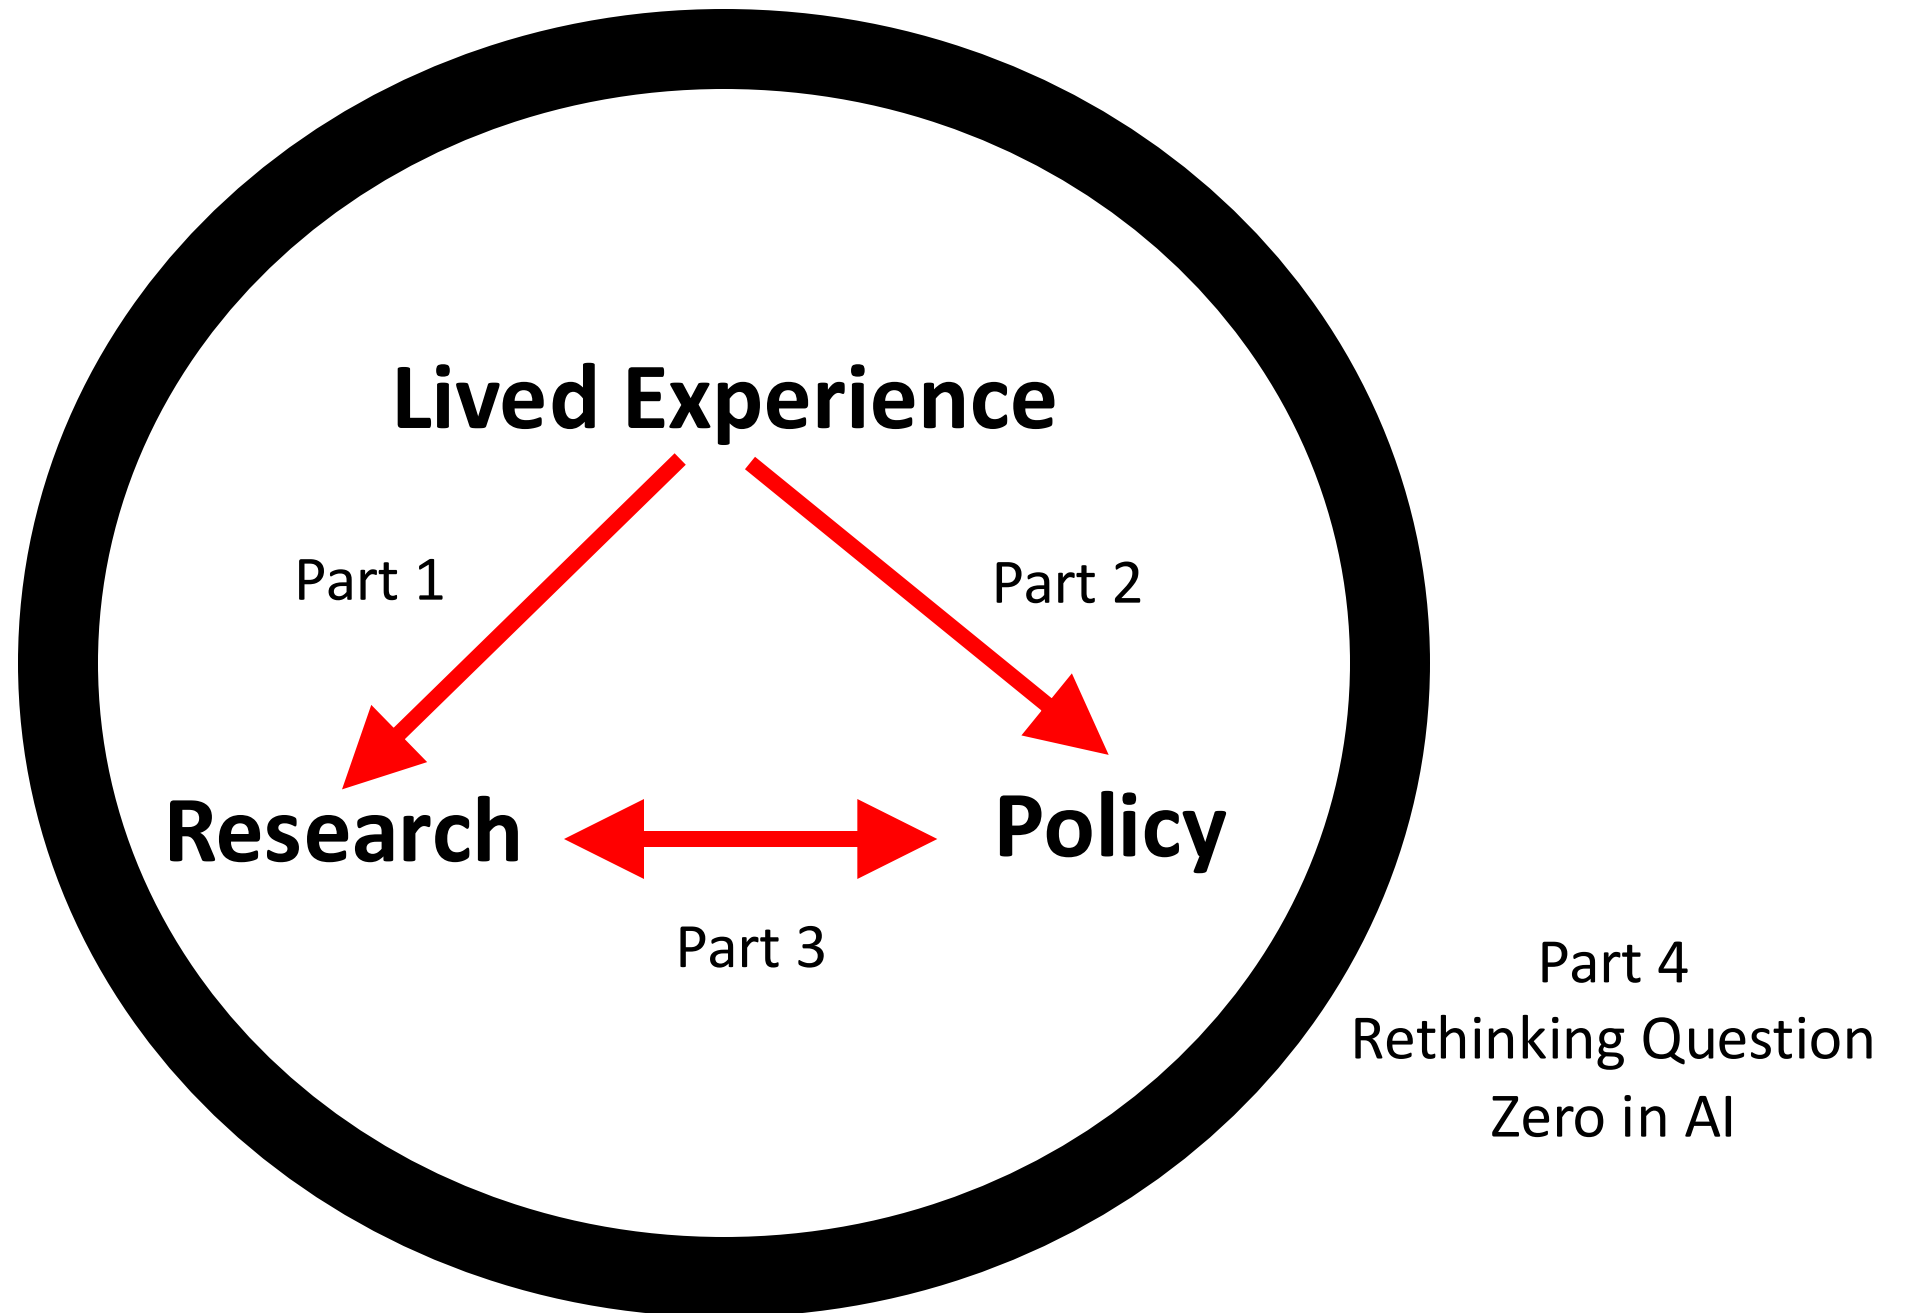 Lived Experience
Part 1
Part 2
Research
Policy
Part 3
Part 4
Rethinking Question
Zero in AI